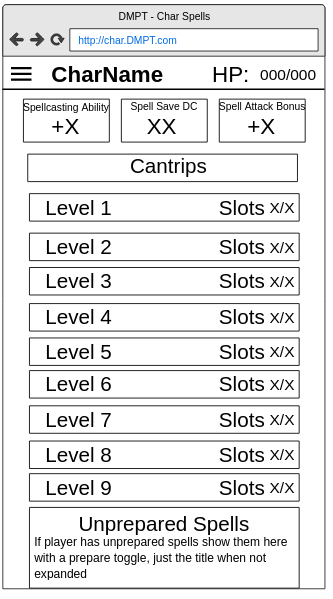 DMPT - Char Spells
http://char.DMPT.com
CharName HP: 000/000
Spellcasting Ability Spell Save DC Spell Attack Bonus
+X XX +X
Cantrips
Level 1 Slots X/X
Level 2 Slots X/X
Level 3 Slots X/X
Level 4 Slots X/X
Level 5 Slots X/X
Level 6 Slots X/X
Level 7 Slots X/X
Level 8 Slots X/X
Level 9 Slots X/X
Unprepared Spells
If player has unprepared spells show them here
with a prepare toggle, just the title when not
expanded